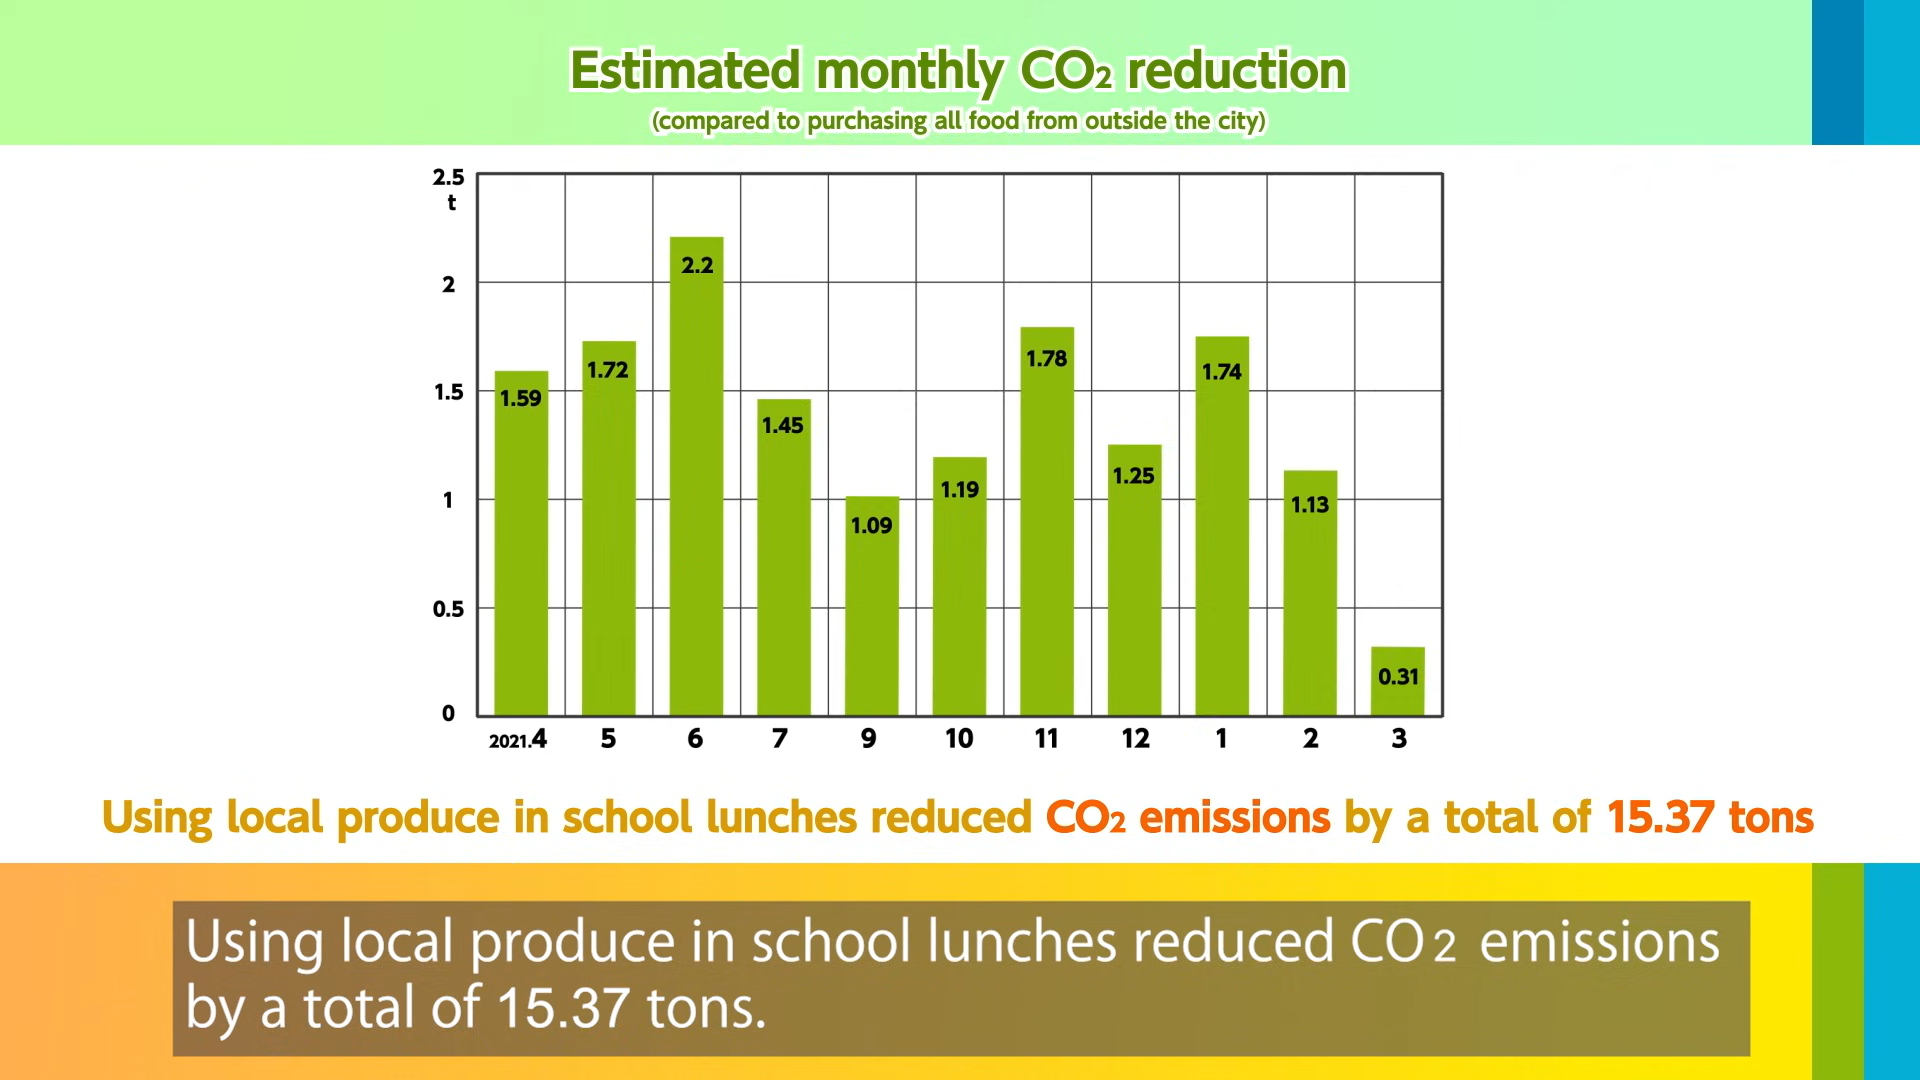 Estimated monthly CO₂ reduction
(compared to purchasing all food from outside the city)
2.5
t
2
1.5
1
0.5
0
1.59
1.72
2.2
1.45
1.09
1.19
1.78
1.25
1.74
1.13
0.31
2021.4 5 6 7 9 10 11 12 1 2 3
Using local produce in school lunches reduced CO₂ emissions by a total of 15.37 tons
Using local produce in school lunches reduced CO2 emissions
by a total of 15.37 tons.